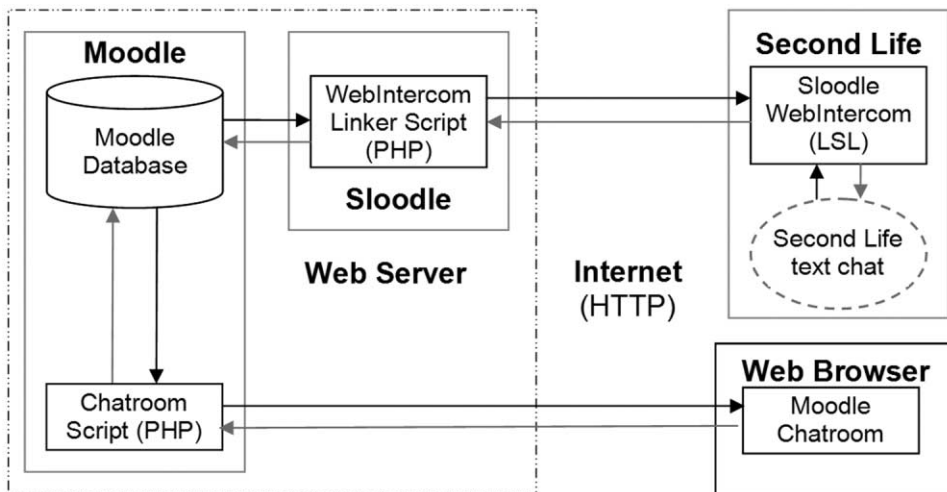 Moodle
Moodle
Database
WebIntercom
Linker Script
(PHP)
Sloodle
Second Life
Sloodle
WebIntercom
(LSL)
Second Life
text chat
Web Server
Internet
(HTTP)
Chatroom
Script (PHP)
Web Browser
Moodle
Chatroom